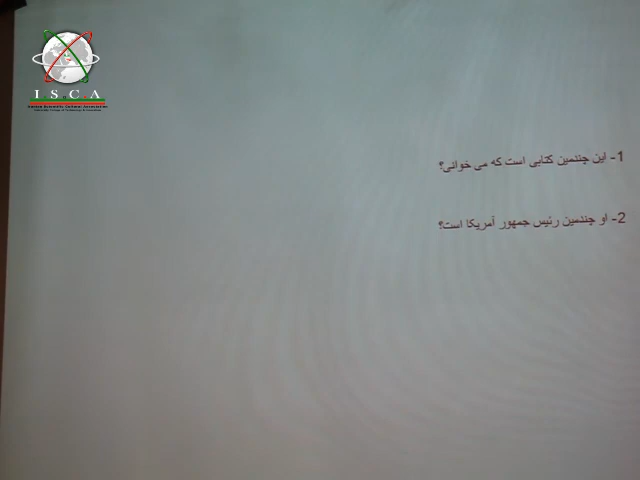 I.S.C.A
1- این چندمین کتابی است که می خوانی؟
2- او چندمین رئیس جمهور آمریکا است؟